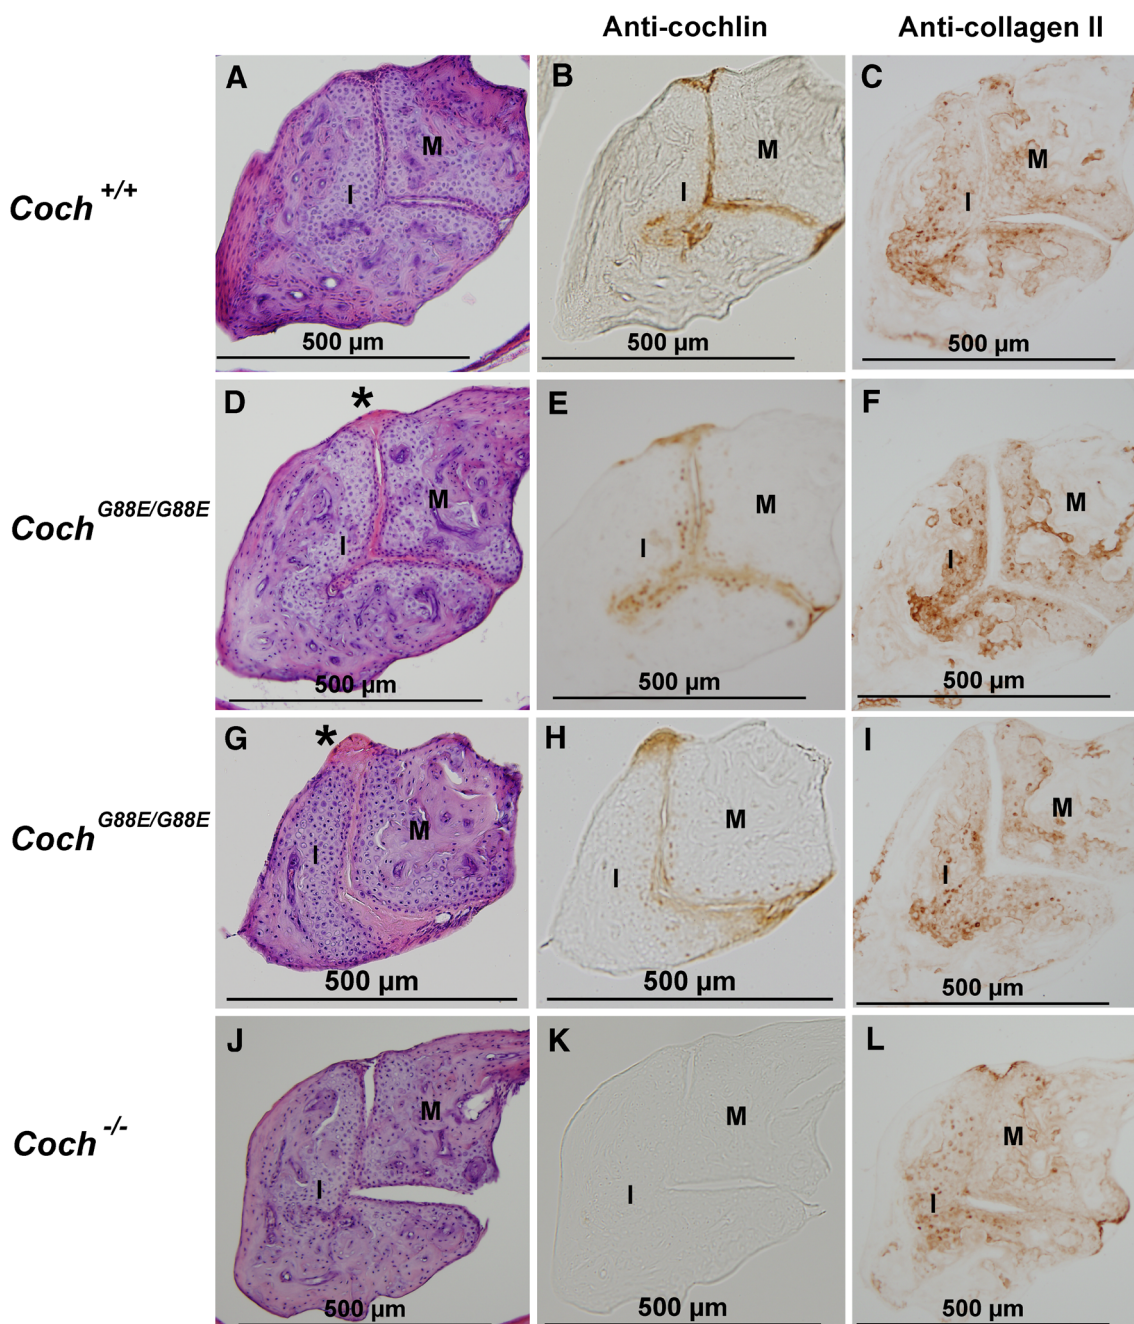 Anti-cochlin Anti-collagen II
Coch +/+
A M I 500 µm
B M I 500 µm
C M I 500 µm
Coch G88E/G88E
D * M I 500 µm
E M I 500 µm
F M I 500 µm
Coch G88E/G88E
G * M I 500 µm
H M I 500 µm
I M I 500 µm
Coch -/-
J M I 500 µm
K M I 500 µm
L M I 500 µm